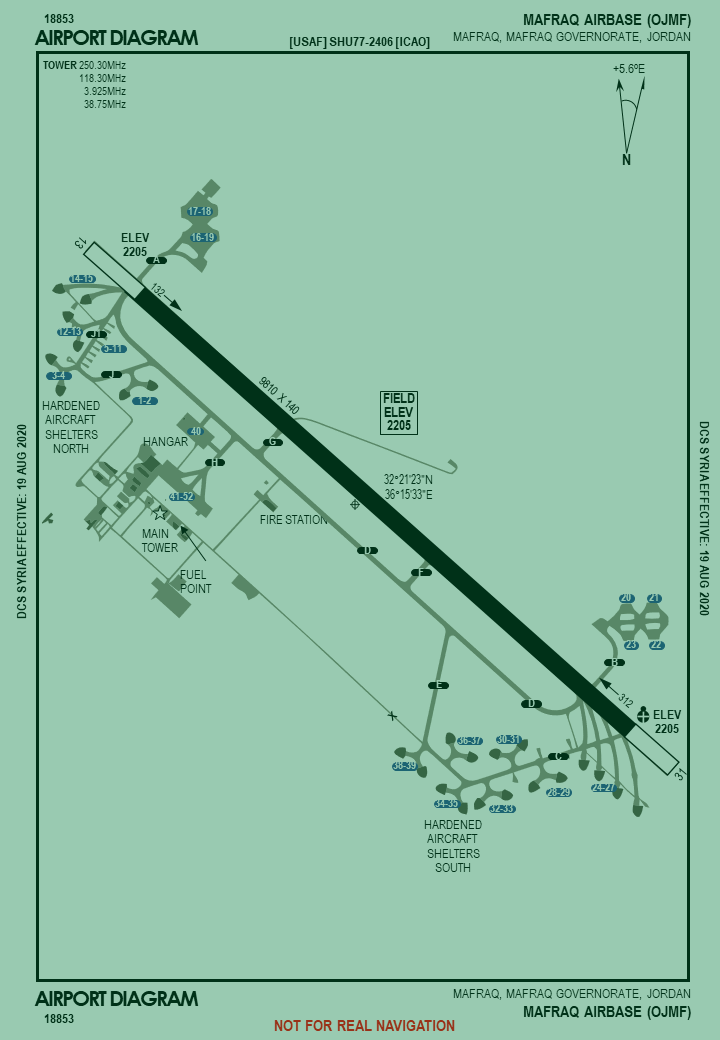 18853
AIRPORT DIAGRAM
[USAF] SHU77-2406 [ICAO]
MAFRAQ AIRBASE (OJMF)
MAFRAQ, MAFRAQ GOVERNORATE, JORDAN
TOWER 250.30MHz
118.30MHz
3.925MHz
38.75MHz
+5.6ºE
N
17-18
16-19
ELEV
2205
A
13
132
14-15
12-13
J1
5-11
3-4
J
1-2
9810 X 140
FIELD
ELEV
2205
HARDENED
AIRCRAFT
SHELTERS
NORTH
40
HANGAR
G
H
32°21'23"N
36°15'33"E
41-52
FIRE STATION
MAIN
TOWER
FUEL
POINT
D
F
20
21
23
22
B
E
312
D
ELEV
2205
36-37
30-31
38-39
C
31
28-29
24-27
34-35
32-33
HARDENED
AIRCRAFT
SHELTERS
SOUTH
DCS SYRIA EFFECTIVE: 19 AUG 2020
DCS SYRIA EFFECTIVE: 19 AUG 2020
AIRPORT DIAGRAM
18853
NOT FOR REAL NAVIGATION
MAFRAQ, MAFRAQ GOVERNORATE, JORDAN
MAFRAQ AIRBASE (OJMF)